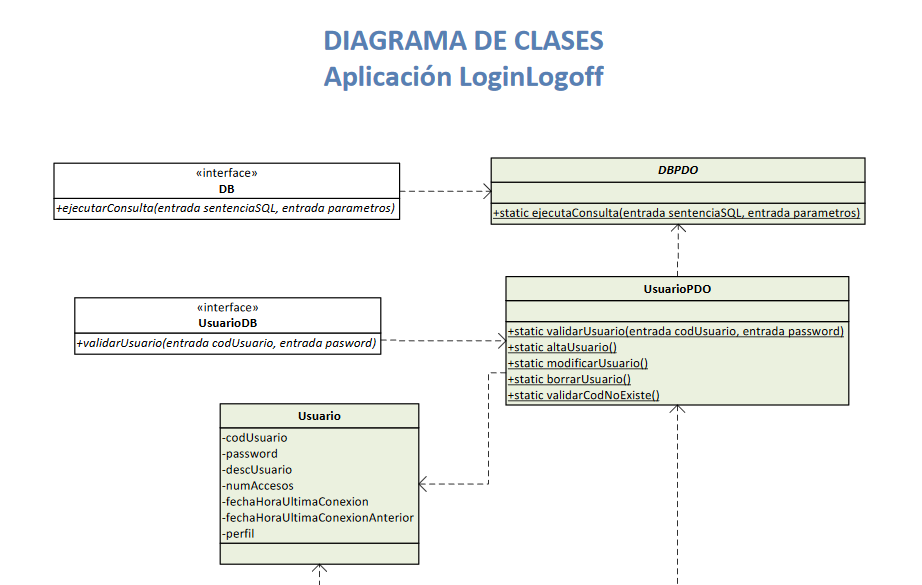 DIAGRAMA DE CLASES
Aplicación LoginLogoff
«interface»
DB
+ejecutarConsulta(entrada sentenciaSQL, entrada parametros)
DBPDO
+static ejecutaConsulta(entrada sentenciaSQL, entrada parametros)
«interface»
UsuarioDB
+validarUsuario(entrada codUsuario, entrada pasword)
UsuarioPDO
+static validarUsuario(entrada codUsuario, entrada password)
+static altaUsuario()
+static modificarUsuario()
+static borrarUsuario()
+static validarCodNoExiste()
Usuario
-codUsuario
-password
-descUsuario
-numAccesos
-fechaHoraUltimaConexion
-fechaHoraUltimaConexionAnterior
-perfil